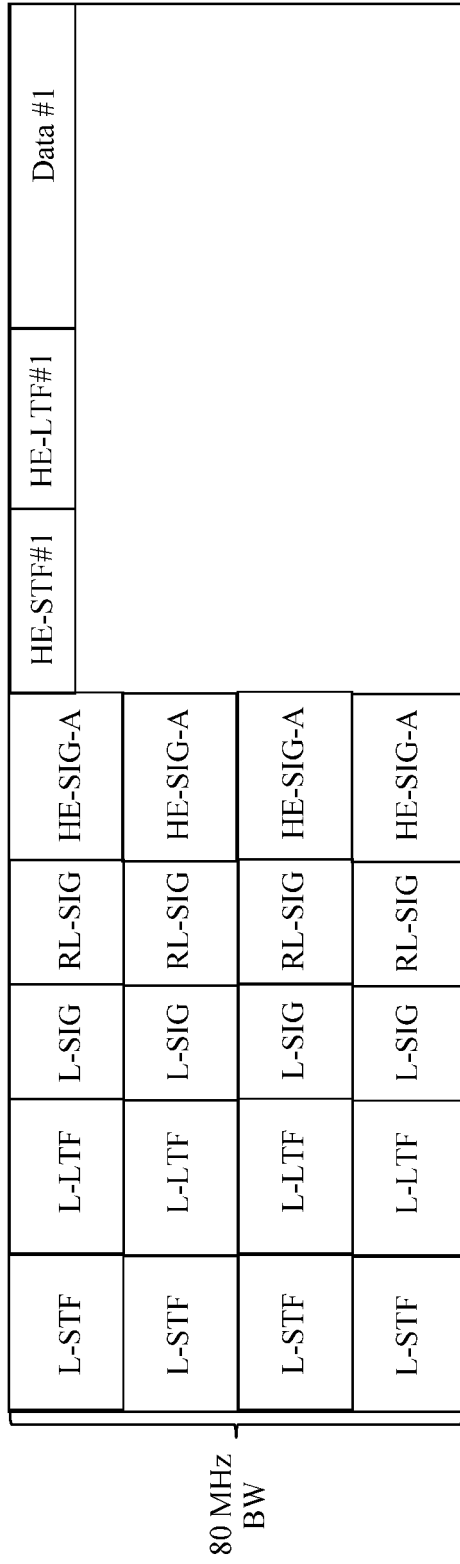 80 MHz
BW
L-STF
L-LTF
L-SIG
RL-SIG
HE-SIG-A
HE-STF#1
HE-LTF#1
Data #1
L-STF
L-LTF
L-SIG
RL-SIG
HE-SIG-A
L-STF
L-LTF
L-SIG
RL-SIG
HE-SIG-A
L-STF
L-LTF
L-SIG
RL-SIG
HE-SIG-A